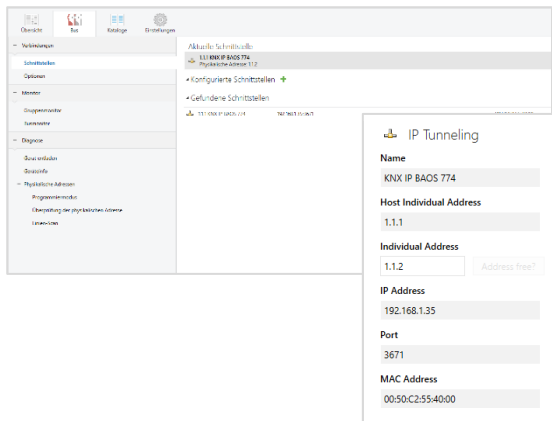 Übersicht
Bus
Kataloge
Einstellungen
Verbindungen
Schnittstellen
Optionen
Monitor
Gruppenmonitor
Busmonitor
Diagnose
Gerät entladen
Geräteinfo
Physikalische Adressen
Programmiermodus
Überprüfung der physikalischen Adresse
Linien-Scan
Aktuelle Schnittstelle
1.1.1 KNX IP BAOS 774
Physikalische Adresse: 1.1.2
Konfigurierte Schnittstellen +
Gefundene Schnittstellen
1.1.1 KNX IP BAOS 774
IP Tunneling
Name
KNX IP BAOS 774
Host Individual Address
1.1.1
Individual Address
1.1.2
Address free?
IP Address
192.168.1.35
Port
3671
MAC Address
00:50:C2:55:40:00